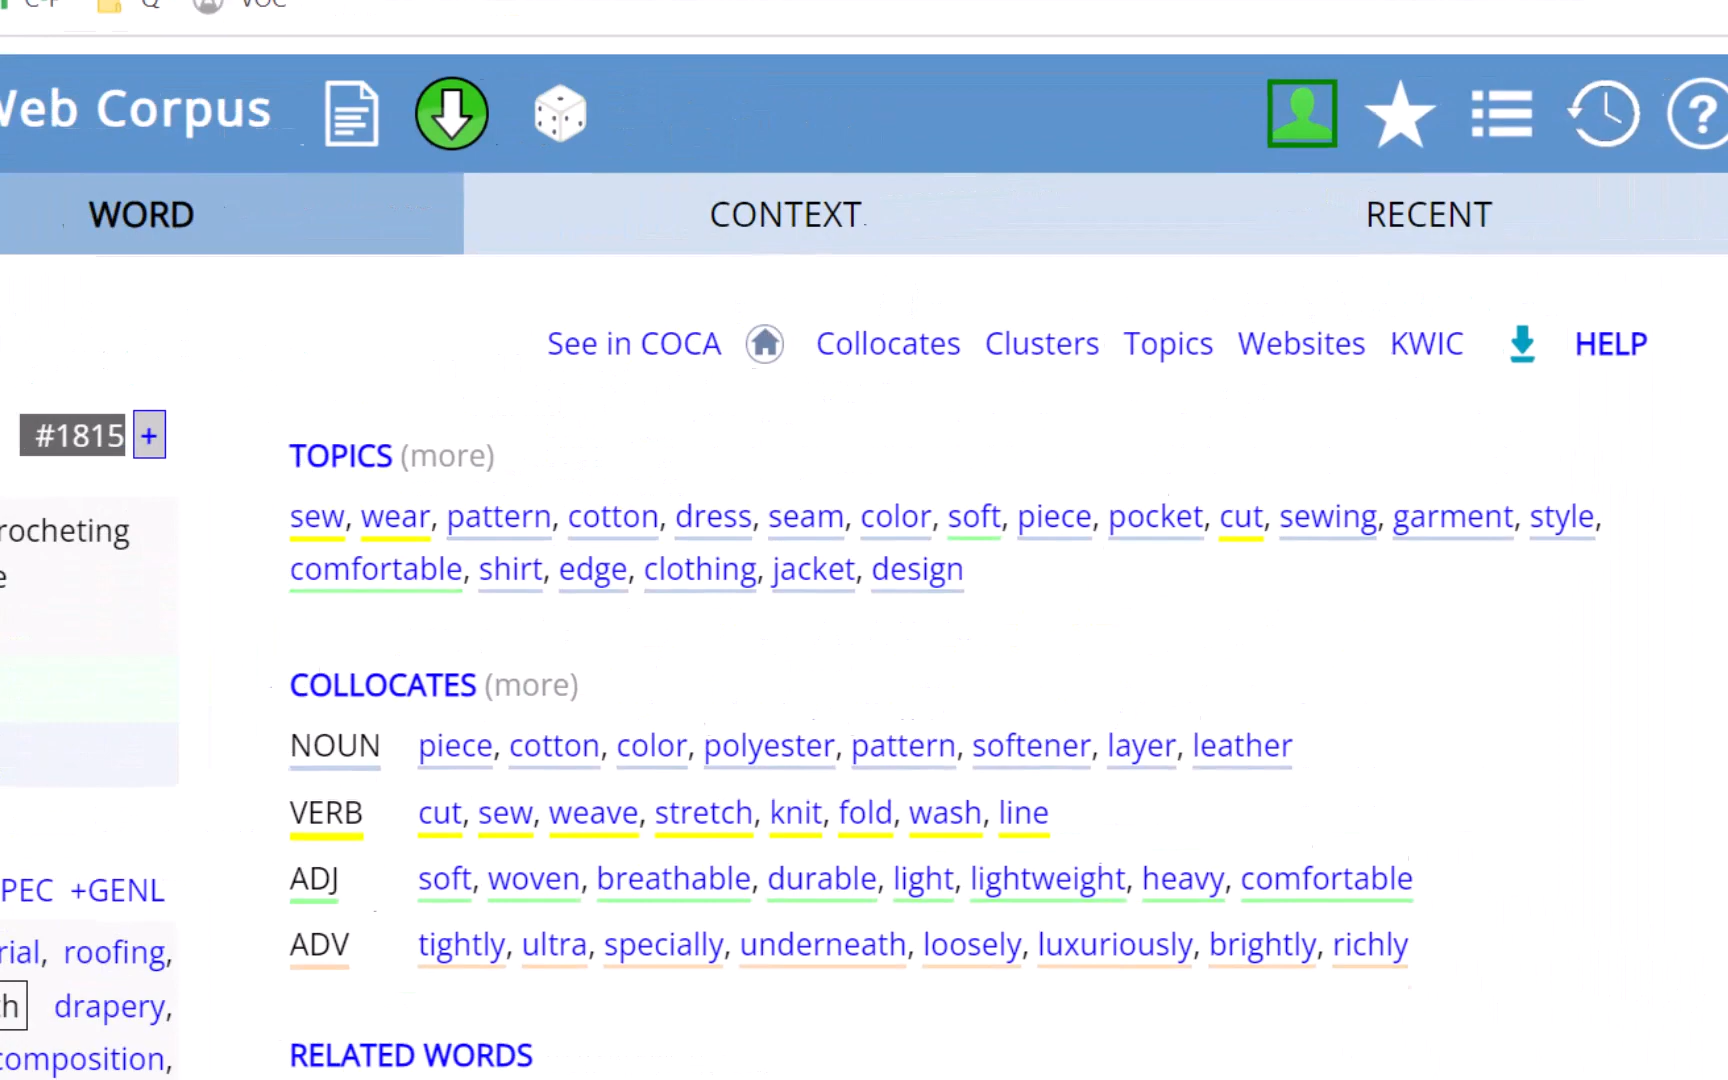 Web Corpus
WORD CONTEXT RECENT
See in COCA Collocates Clusters Topics Websites KWIC HELP
#1815 +
TOPICS (more)
sew, wear, pattern, cotton, dress, seam, color, soft, piece, pocket, cut, sewing, garment, style,
comfortable, shirt, edge, clothing, jacket, design
rocheting
e
COLLOCATES (more)
NOUN piece, cotton, color, polyester, pattern, softener, layer, leather
VERB cut, sew, weave, stretch, knit, fold, wash, line
ADJ soft, woven, breathable, durable, light, lightweight, heavy, comfortable
ADV tightly, ultra, specially, underneath, loosely, luxuriously, brightly, richly
PEC +GENL
rial, roofing,
th drapery,
composition,
RELATED WORDS